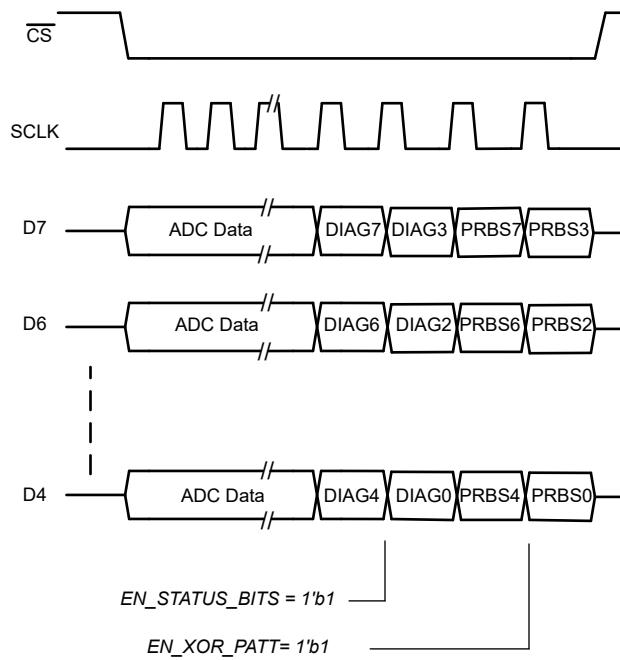 CS
SCLK
D7 ADC Data DIAG7 DIAG3 PRBS7 PRBS3
D6 ADC Data DIAG6 DIAG2 PRBS6 PRBS2
D4 ADC Data DIAG4 DIAG0 PRBS4 PRBS0
EN_STATUS_BITS = 1'b1
EN_XOR_PATT= 1'b1